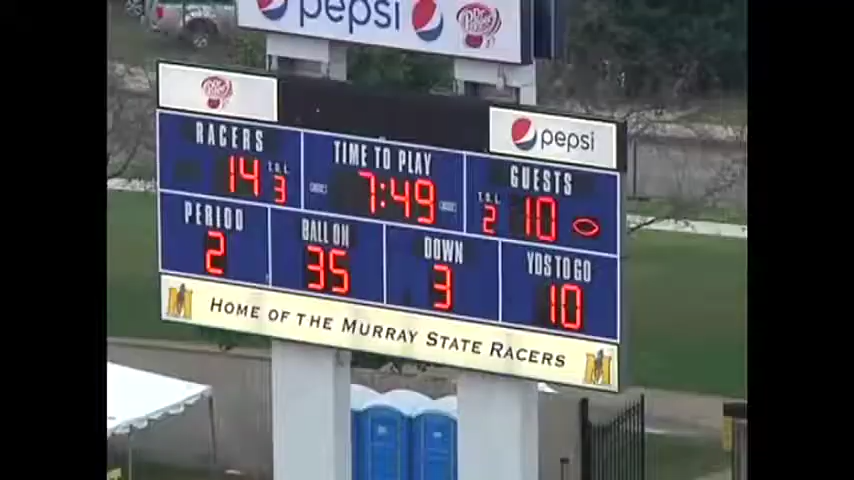 pepsi Dr Pepper
Dr Pepper
pepsi
RACERS TIME TO PLAY GUESTS
14 T.O.L. 3 7:49 T.O.L. 2 10
PERIOD BALL ON DOWN YDS TO GO
2 35 3 10
HOME OF THE MURRAY STATE RACERS